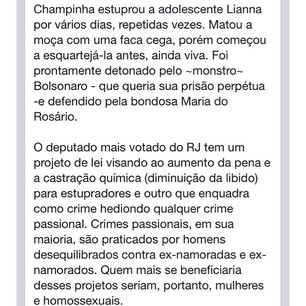 Champinha estuprou a adolescente Lianna
por vários dias, repetidas vezes. Matou a
moça com uma faca cega, porém começou
a esquartejá-la antes, ainda viva. Foi
prontamente detonado pelo ~monstro~
Bolsonaro - que queria sua prisão perpétua
-e defendido pela bondosa Maria do
Rosário.

O deputado mais votado do RJ tem um
projeto de lei visando ao aumento da pena e
a castração química (diminuição da libido)
para estupradores e outro que enquadra
como crime hediondo qualquer crime
passional. Crimes passionais, em sua
maioria, são praticados por homens
desequilibrados contra ex-namoradas e ex-
namorados. Quem mais se beneficiaria
desses projetos seriam, portanto, mulheres
e homossexuais.